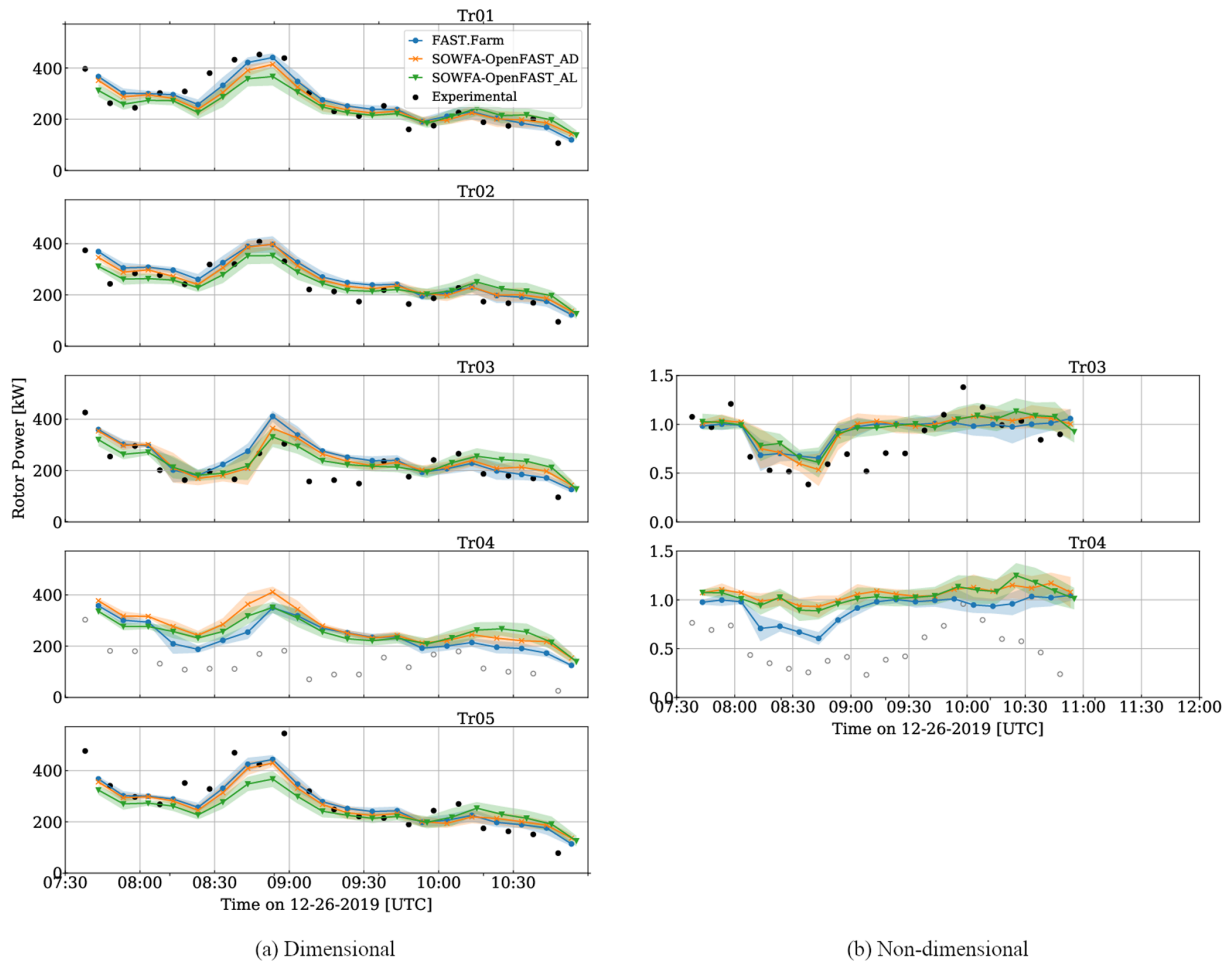 Tr01
FAST.Farm
SOWFA-OpenFAST_AD
SOWFA-OpenFAST_AL
Experimental
400
200
0
Tr02
400
200
0
Tr03
400
200
0
Tr04
400
200
0
Tr05
400
200
0
07:30 08:00 08:30 09:00 09:30 10:00 10:30
Time on 12-26-2019 [UTC]
Rotor Power [kW]
(a) Dimensional
Tr03
1.5
1.0
0.5
0.0
Tr04
1.5
1.0
0.5
0.0
07:30 08:00 08:30 09:00 09:30 10:00 10:30 11:00 11:30 12:00
Time on 12-26-2019 [UTC]
(b) Non-dimensional